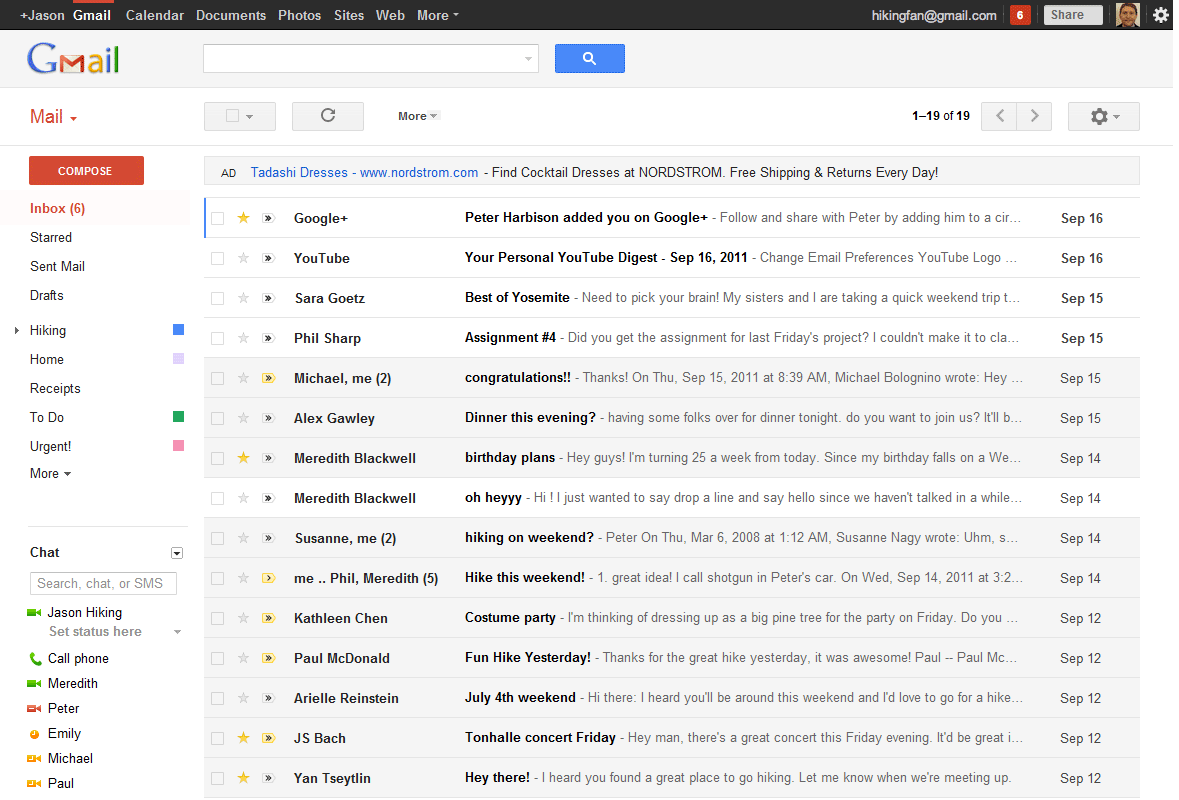 +Jason Gmail Calendar Documents Photos Sites Web More hikingfan@gmail.com 6 Share
Gmail
Mail More 1–19 of 19
COMPOSE AD Tadashi Dresses - www.nordstrom.com - Find Cocktail Dresses at NORDSTROM. Free Shipping & Returns Every Day!
Inbox (6)
Starred
Sent Mail
Drafts
Hiking
Home
Receipts
To Do
Urgent!
More
Chat
Search, chat, or SMS
Jason Hiking
Set status here
Call phone
Meredith
Peter
Emily
Michael
Paul
Google+ Peter Harbison added you on Google+ - Follow and share with Peter by adding him to a cir… Sep 16
YouTube Your Personal YouTube Digest - Sep 16, 2011 - Change Email Preferences YouTube Logo … Sep 16
Sara Goetz Best of Yosemite - Need to pick your brain! My sisters and I are taking a quick weekend trip t… Sep 15
Phil Sharp Assignment #4 - Did you get the assignment for last Friday's project? I couldn't make it to cla… Sep 15
Michael, me (2) congratulations!! - Thanks! On Thu, Sep 15, 2011 at 8:39 AM, Michael Bolognino wrote: Hey … Sep 15
Alex Gawley Dinner this evening? - having some folks over for dinner tonight. do you want to join us? It'll b… Sep 15
Meredith Blackwell birthday plans - Hey guys! I'm turning 25 a week from today. Since my birthday falls on a We… Sep 14
Meredith Blackwell oh heyyy - Hi ! I just wanted to say drop a line and say hello since we haven't talked in a while… Sep 14
Susanne, me (2) hiking on weekend? - Peter On Thu, Mar 6, 2008 at 1:12 AM, Susanne Nagy wrote: Uhm, s… Sep 14
me .. Phil, Meredith (5) Hike this weekend! - 1. great idea! I call shotgun in Peter's car. On Wed, Sep 14, 2011 at 3:2… Sep 14
Kathleen Chen Costume party - I'm thinking of dressing up as a big pine tree for the party on Friday. Do you … Sep 12
Paul McDonald Fun Hike Yesterday! - Thanks for the great hike yesterday, it was awesome! Paul -- Paul Mc… Sep 12
Arielle Reinstein July 4th weekend - Hi there: I heard you'll be around this weekend and I'd love to go for a hike… Sep 12
JS Bach Tonhalle concert Friday - Hey man, there's a great concert this Friday evening. It'd be great i… Sep 12
Yan Tseytlin Hey there! - I heard you found a great place to go hiking. Let me know when we're meeting up. Sep 12